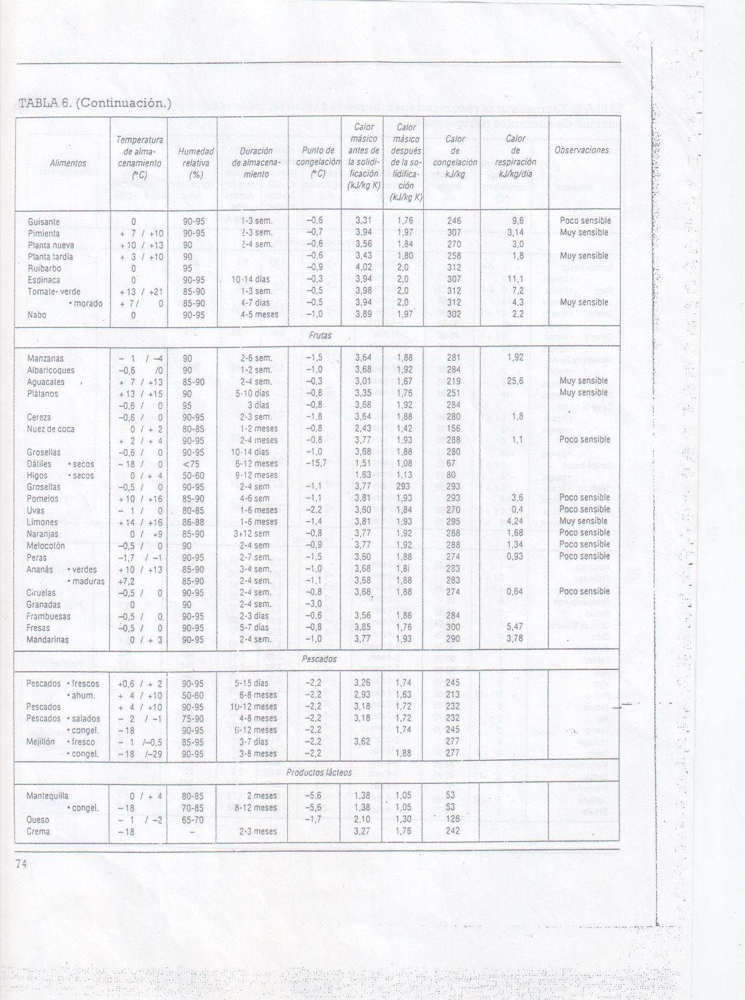 TABLA 6. (Continuación.)
Alimentos | Temperatura de almacenamiento (°C) | Humedad relativa (%) | Duración de almacenamiento | Punto de congelación (°C) | Calor másico antes de la solidificación (kJ/kg K) | Calor másico después de la solidificación (kJ/kg K) | Calor de congelación kJ/kg | Calor de respiración kJ/kg/día | Observaciones
Guisante 0 90-95 1-3 sem. –0,6 3,31 1,76 246 9,6 Poco sensible
Pimienta + 7 / +10 90-95 2-3 sem. –0,7 3,94 1,97 307 3,14 Muy sensible
Planta nueva + 10 / +13 90 2-4 sem. –0,6 3,56 1,84 270 3,0
Planta tardía + 3 / +10 90 –0,6 3,43 1,80 258 1,8 Muy sensible
Ruibarbo 0 95 –0,9 4,02 2,0 312
Espinaca 0 90-95 10-14 días –0,3 3,94 2,0 307 11,1
Tomate- verde + 13 / +21 85-90 1-3 sem. –0,5 3,98 2,0 312 7,2
• morado + 7 / 0 85-90 4-7 dias –0,5 3,94 2,0 312 4,3 Muy sensible
Nabo 0 90-95 4-5 meses –1,0 3,89 1,97 302 2,2
Frutas
Manzanas – 1 / –4 90 2-6 sem. –1,5 3,64 1,88 281 1,92
Albaricoques –0,6 /0 90 1-2 sem. –1,0 3,68 1,92 284
Aguacates + 7 / +13 85-90 2-4 sem. –0,3 3,01 1,67 219 25,6 Muy sensible
Plátanos + 13 / +15 90 5-10 días –0,8 3,35 1,76 251 Muy sensible
–0,6 / 0 95 3 días –0,8 3,68 1,92 284
Cereza –0,6 / 0 90-95 2-3 sem. –1.8 3,64 1,88 280 1,8
Nuez de coca 0 / + 2 80-85 1-2 meses –0,8 2,43 1,42 156
+ 2 / + 4 90-95 2-4 meses –0,8 3,77 1,93 288 1,1 Poco sensible
Grosellas –0,6 / 0 90-95 10-14 dias –1,0 3,68 1,88 280
Dátiles • secos – 18 / 0 <75 6-12 meses –15,7 1,51 1,08 67
Higos • secos 0 / + 4 50-60 9-12 meses 1,63 1,13 80
Grosellas –0,5 / 0 90-95 2-4 sem –1,1 3,77 293 293
Pomelos + 10 / +16 85-90 4-6 sem –1,1 3,81 1,93 293 3,6 Poco sensible
Uvas – 1 / 0 80-85 1-6 meses –2,2 3,60 1,84 270 0,4 Poco sensible
Limones + 14 / +16 86-88 1-6 meses –1,4 3,81 1,93 295 4,24 Muy sensible
Naranjas 0 / +9 85-90 3-12 sem –0,8 3,77 1,92 288 1,68 Poco sensible
Melocotón –0,5 / 0 90 2-4 sem –0,9 3,77 1,92 288 1,34 Poco sensible
Peras –1,7 / –1 90-95 2-7 sem. –1,5 3,60 1,88 274 0,93 Poco sensible
Ananás • verdes + 10 / +13 85-90 3-4 sem. –1,0 3,68 283
• maduras +7,2 85-90 2-4 sem. –1,1 3,68 1,88 283
Ciruelas –0,5 / 0 90-95 2-4 sem. –0,8 3,68 1,88 274 0,64 Poco sensible
Granadas 0 90 2-4 sem. –3,0
Frambuesas –0,5 / 0 90-95 2-3 días –0,6 3,56 1,86 284
Fresas –0,5 / 0 90-95 5-7 días –0,8 3,85 1,76 300 5,47
Mandarinas 0 / + 3 90-95 2-4 sem. –1,0 3,77 1,93 290 3,78
Pescados
Pescados • frescos +0,6 / + 2 90-95 5-15 días –2,2 3,26 1,74 245
• ahum. + 4 / +10 50-60 6-8 meses –2,2 2,93 1,63 213
Pescados + 4 / +10 90-95 10-12 meses –2,2 3,18 1,72 232
Pescados • salados – 2 / –1 75-90 4-8 meses –2,2 3,18 1,72 232
• congel. – 18 90-95 6-12 meses –2,2 1,74 245
Mejillón • fresco – 1 /–0,5 85-95 3-7 días –2,2 3,62 277
• congel. – 18 /–29 90-95 3-8 meses –2,2 1,88 277
Productos lácteos
Mantequilla 0 / + 4 80-85 2 meses –5,6 1,38 1,05 53
• congel. – 18 70-85 8-12 meses –5,6 1,38 1,05 53
Queso – 1 / –2 65-70 –1,7 2,10 1,30 126
Crema – 18 – 2-3 meses 3,27 1,76 242
74